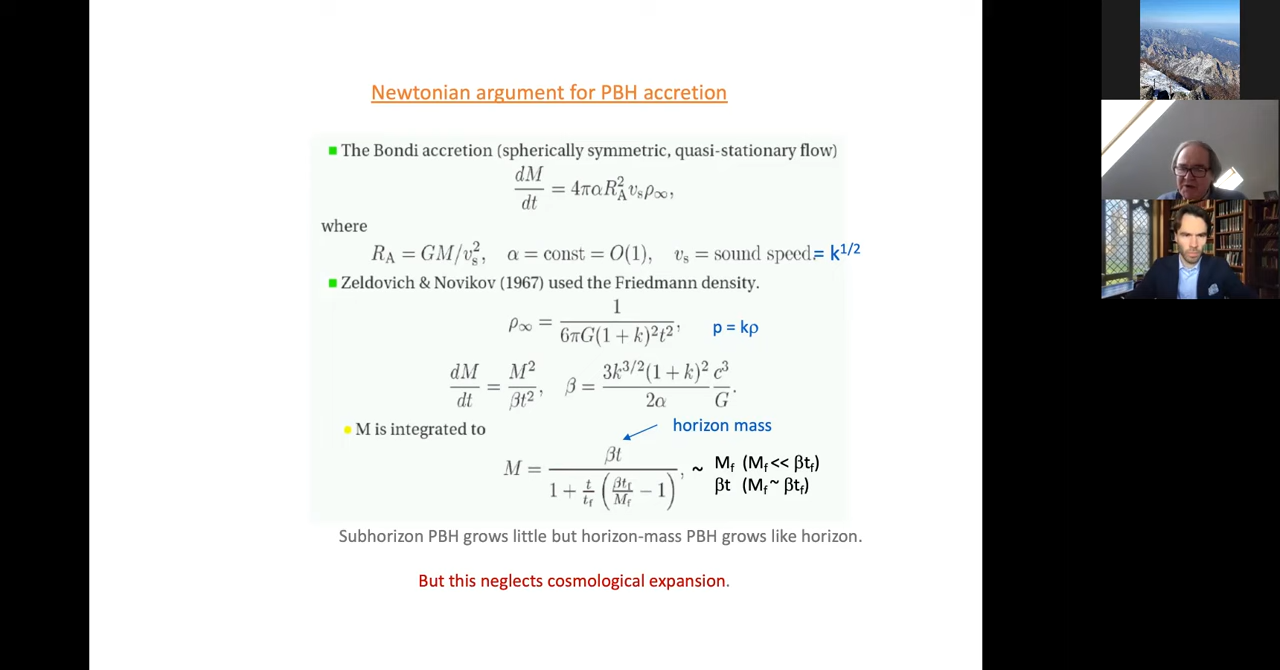 Newtonian argument for PBH accretion
The Bondi accretion (spherically symmetric, quasi-stationary flow)
dM/dt = 4παR_A^2 v_s ρ_∞,
where
R_A = GM/v_s^2, α = const = O(1), v_s = sound speed. = k^1/2
Zeldovich & Novikov (1967) used the Friedmann density.
ρ_∞ = 1/(6πG(1 + k)^2 t^2), p = kρ
dM/dt = M^2/(βt^2), β = (3k^{3/2}(1 + k)^2/2α) (c^3/G).
M is integrated to
horizon mass
M = βt/(1 + (t/t_f)((βt_f/M_f) − 1)), ~ M_f (M_f << βt_f)
βt (M_f ~ βt_f)
Subhorizon PBH grows little but horizon-mass PBH grows like horizon.
But this neglects cosmological expansion.